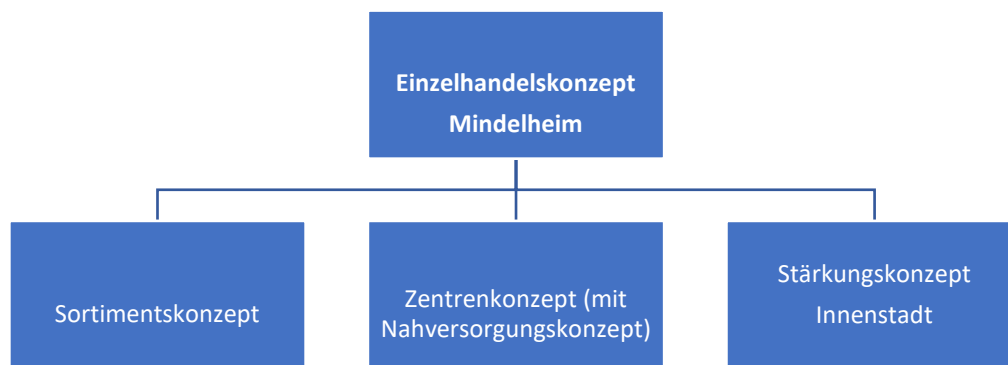 Einzelhandelskonzept
Mindelheim
Sortimentskonzept
Zentrenkonzept (mit
Nahversorgungskonzept)
Stärkungskonzept
Innenstadt